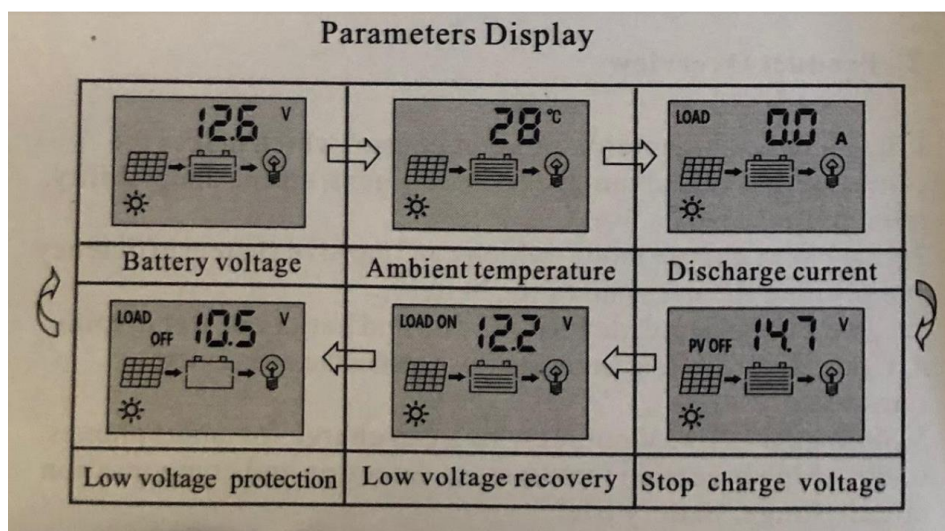 Parameters Display
12.6 V
28 °C
LOAD 0.0 A
Battery voltage
Ambient temperature
Discharge current
LOAD OFF 10.5 V
LOAD ON 12.2 V
PV OFF 14.7 V
Low voltage protection
Low voltage recovery
Stop charge voltage